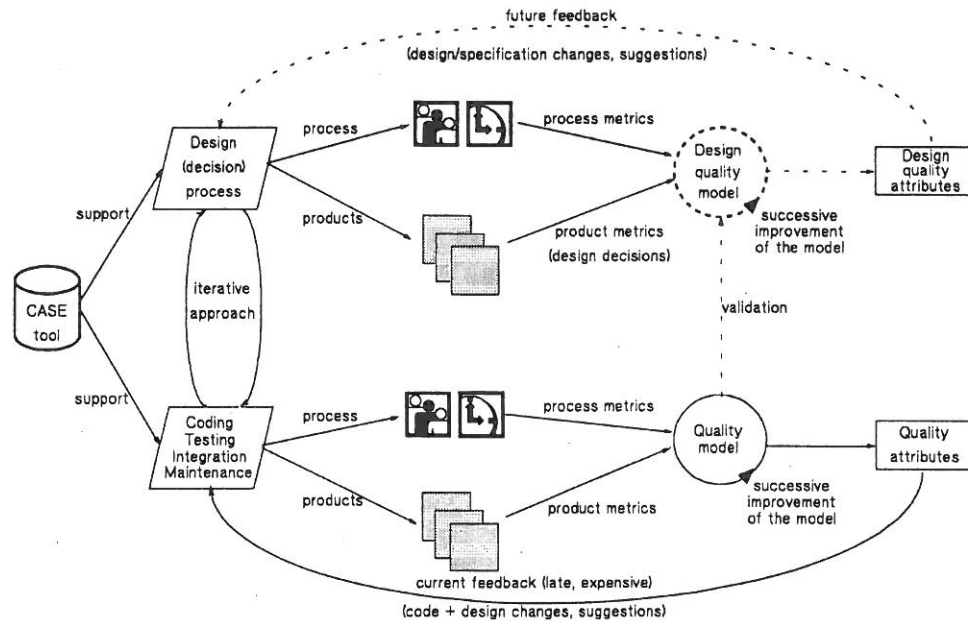 future feedback
(design/specification changes, suggestions)
process
process metrics
Design
(decision)
process
Design
quality
model
Design
quality
attributes
support
products
product metrics
(design decisions)
successive
improvement
of the model
CASE
tool
iterative
approach
validation
support
Coding
Testing
Integration
Maintenance
process
process metrics
Quality
model
Quality
attributes
products
product metrics
successive
improvement
of the model
current feedback (late, expensive)
(code + design changes, suggestions)